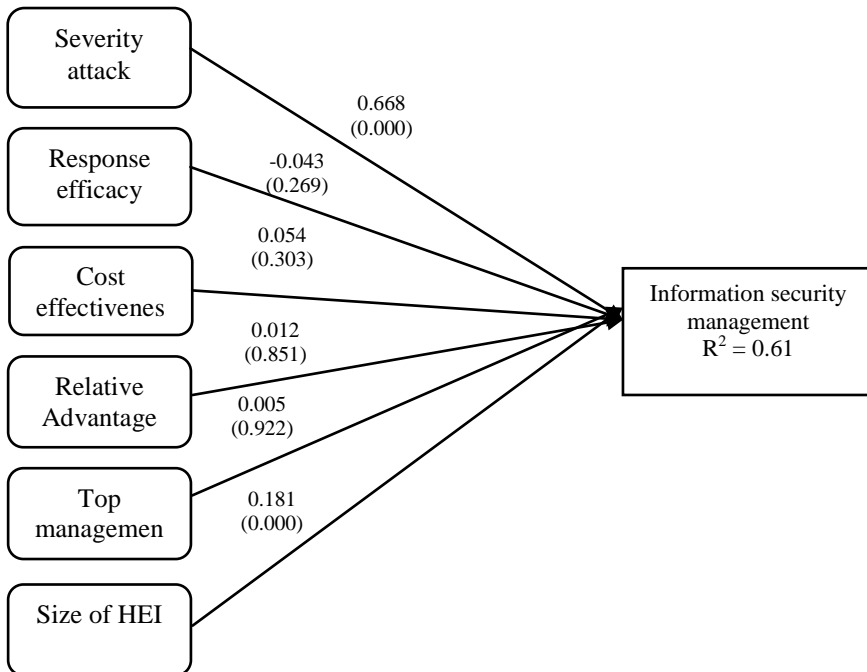 Severity
attack
0.668
(0.000)
Response
efficacy
-0.043
(0.269)
0.054
(0.303)
Cost
effectivenes
Information security
management
R² = 0.61
0.012
(0.851)
Relative
Advantage
0.005
(0.922)
Top
managemen
0.181
(0.000)
Size of HEI